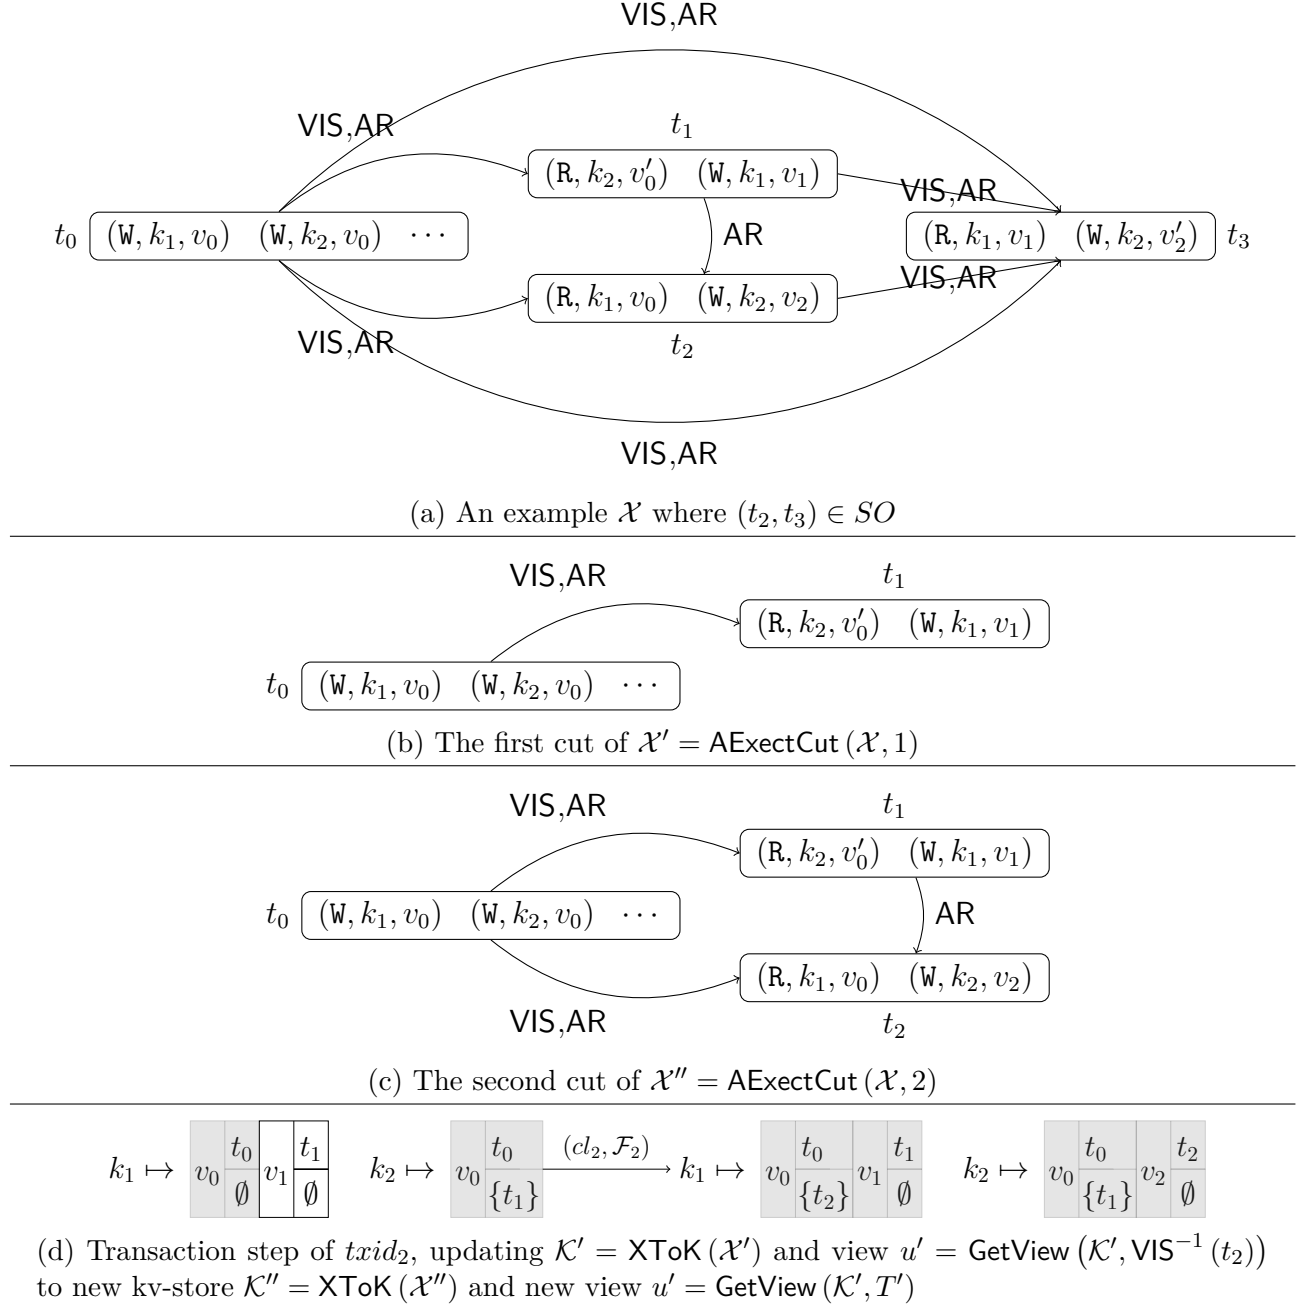 VIS,AR
VIS,AR
t₁
(R, k₂, v′₀) (W, k₁, v₁)
VIS,AR
t₀ (W, k₁, v₀) (W, k₂, v₀) ⋯
AR
(R, k₁, v₁) (W, k₂, v′₂) t₃
VIS,AR
(R, k₁, v₀) (W, k₂, v₂)
VIS,AR
t₂
VIS,AR
(a) An example 𝒳 where (t₂, t₃) ∈ SO
VIS,AR
t₁
(R, k₂, v′₀) (W, k₁, v₁)
t₀ (W, k₁, v₀) (W, k₂, v₀) ⋯
(b) The first cut of 𝒳′ = AExectCut (𝒳, 1)
VIS,AR
t₁
(R, k₂, v′₀) (W, k₁, v₁)
t₀ (W, k₁, v₀) (W, k₂, v₀) ⋯
AR
(R, k₁, v₀) (W, k₂, v₂)
VIS,AR
t₂
(c) The second cut of 𝒳″ = AExectCut (𝒳, 2)
k₁ ↦ v₀ t₀ ∅ v₁ t₁ ∅ k₂ ↦ v₀ t₀ {t₁} (cl₂, ℱ₂) k₁ ↦ v₀ t₀ {t₂} v₁ t₁ ∅ k₂ ↦ v₀ t₀ {t₁} v₂ t₂ ∅
(d) Transaction step of txid₂, updating 𝒦′ = XToK (𝒳′) and view u′ = GetView (𝒦′, VIS⁻¹ (t₂))
to new kv-store 𝒦″ = XToK (𝒳″) and new view u′ = GetView (𝒦′, T′)